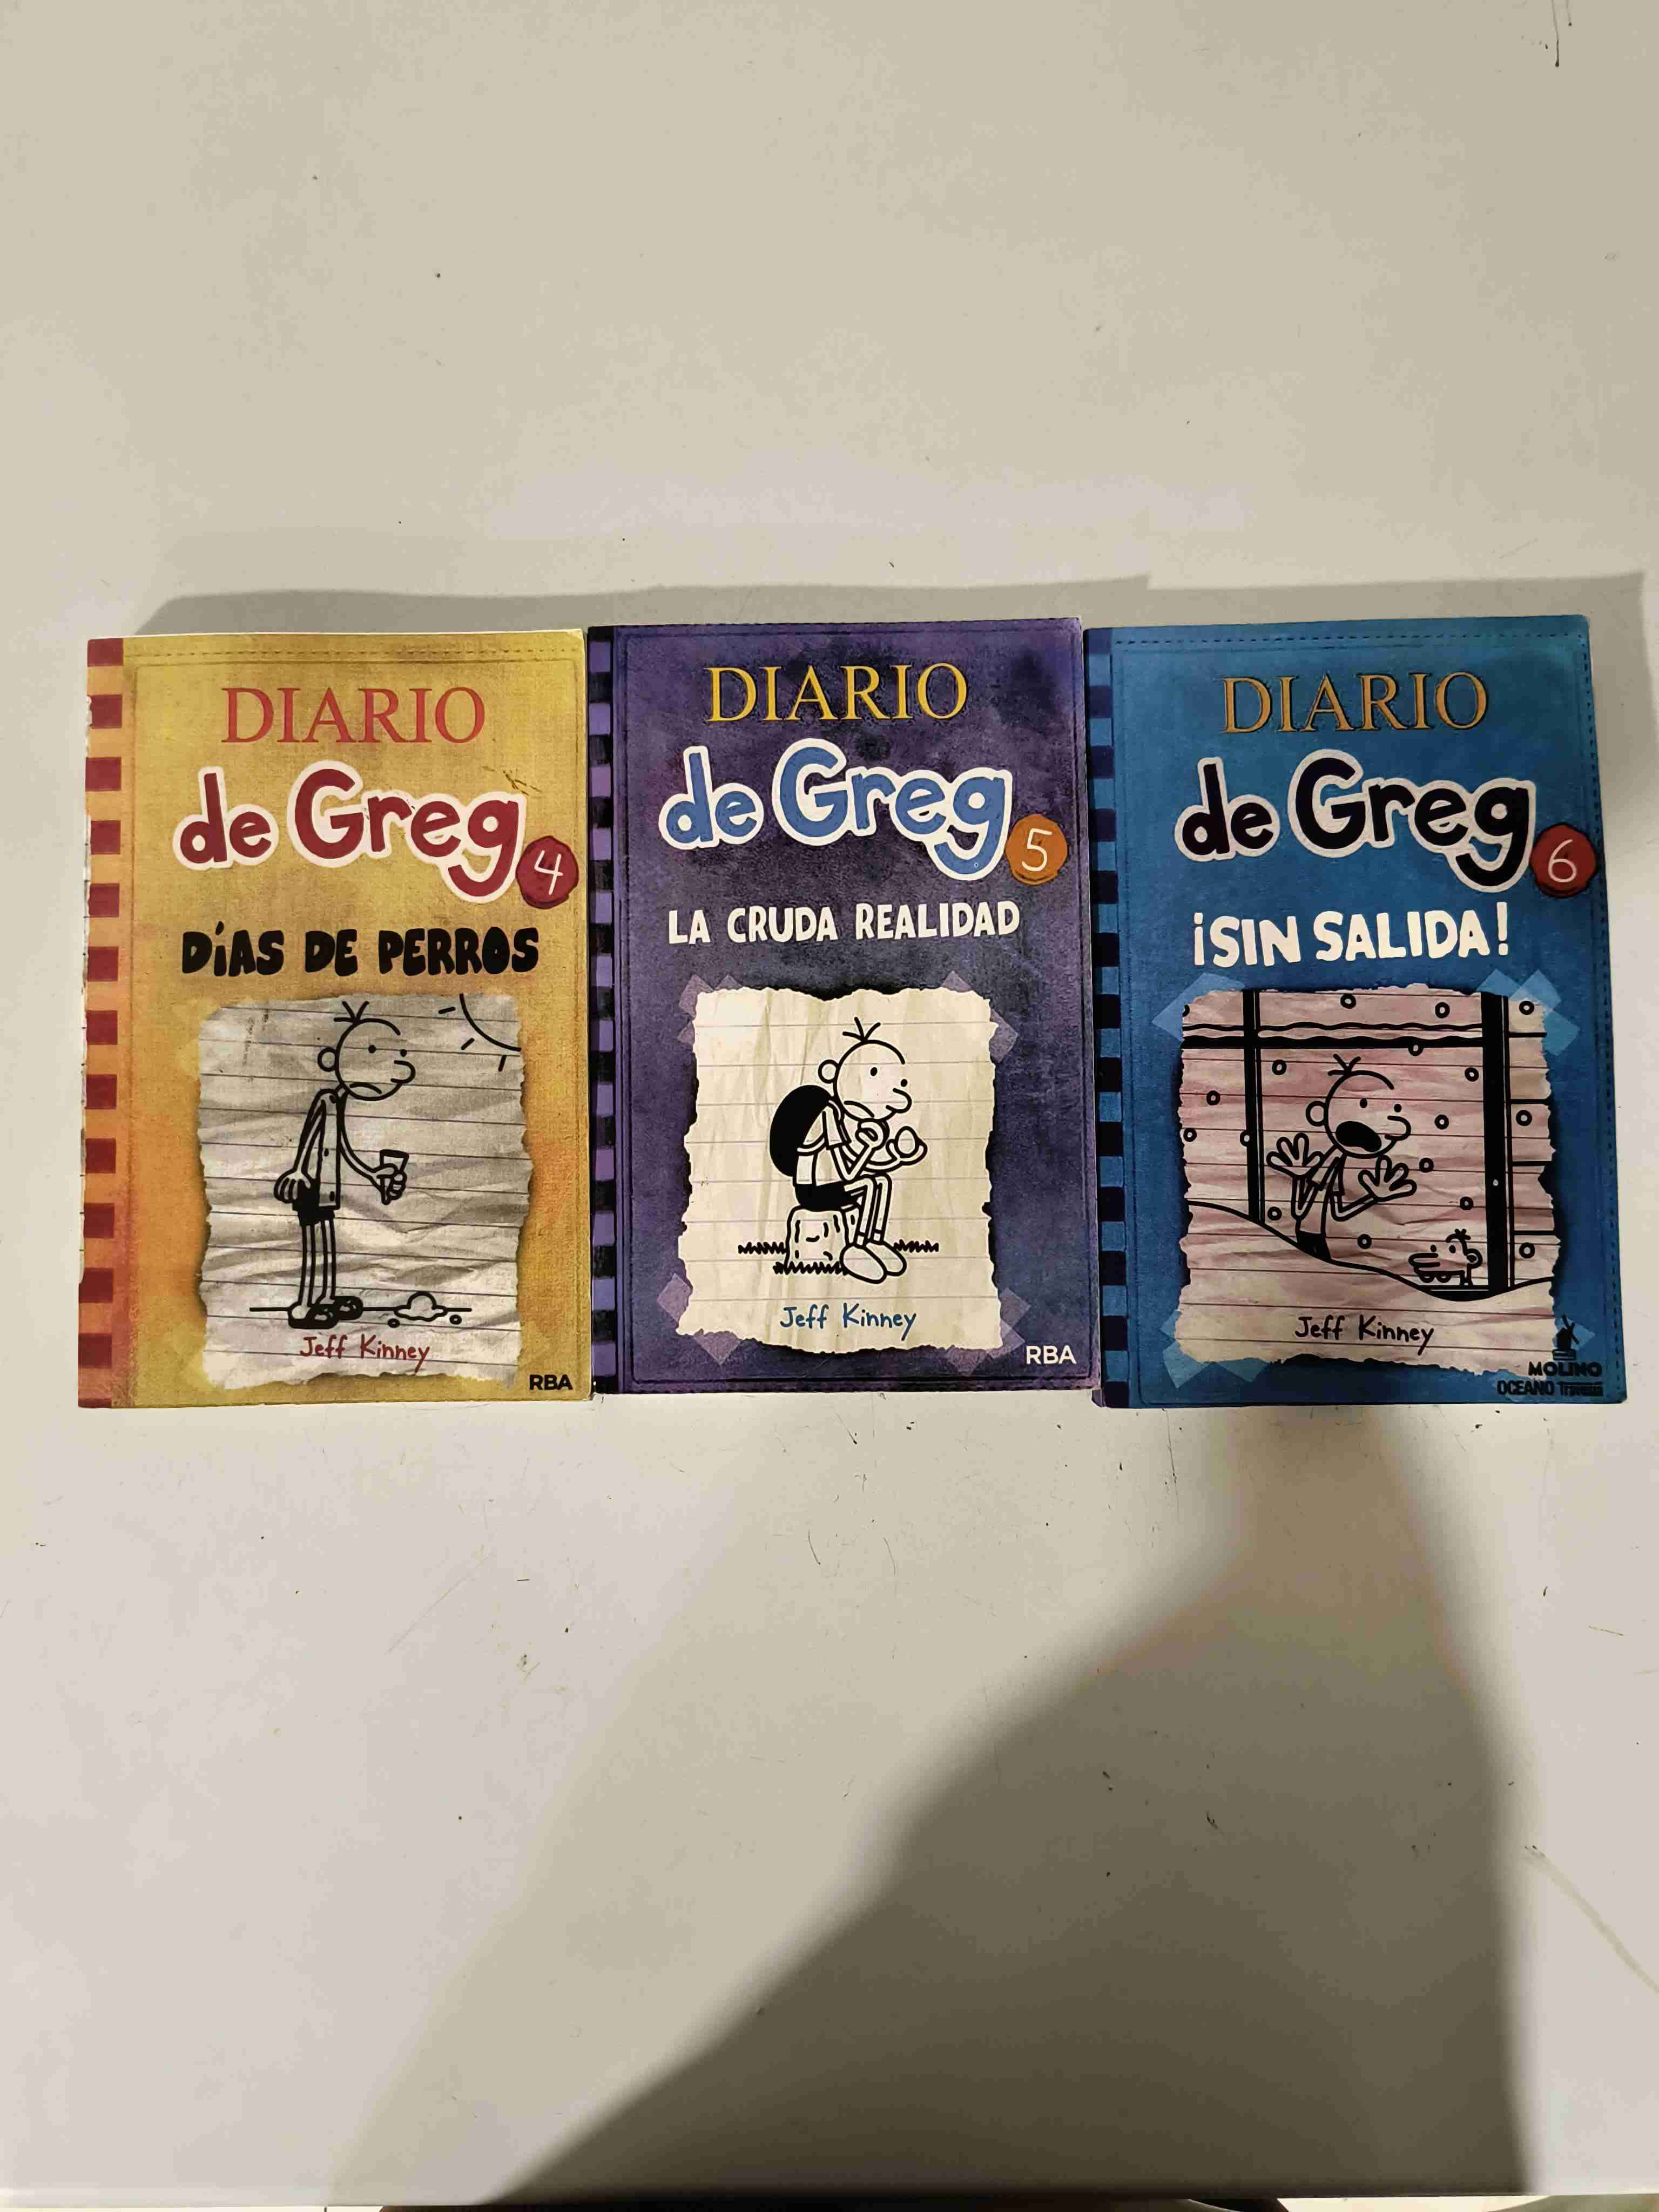 DIARIO
de Greg 4
DÍAS DE PERROS
Jeff Kinney
RBA
DIARIO
de Greg 5
LA CRUDA REALIDAD
Jeff Kinney
RBA
DIARIO
de Greg 6
¡SIN SALIDA!
Jeff Kinney
MOLINO
OCEANO Travesía